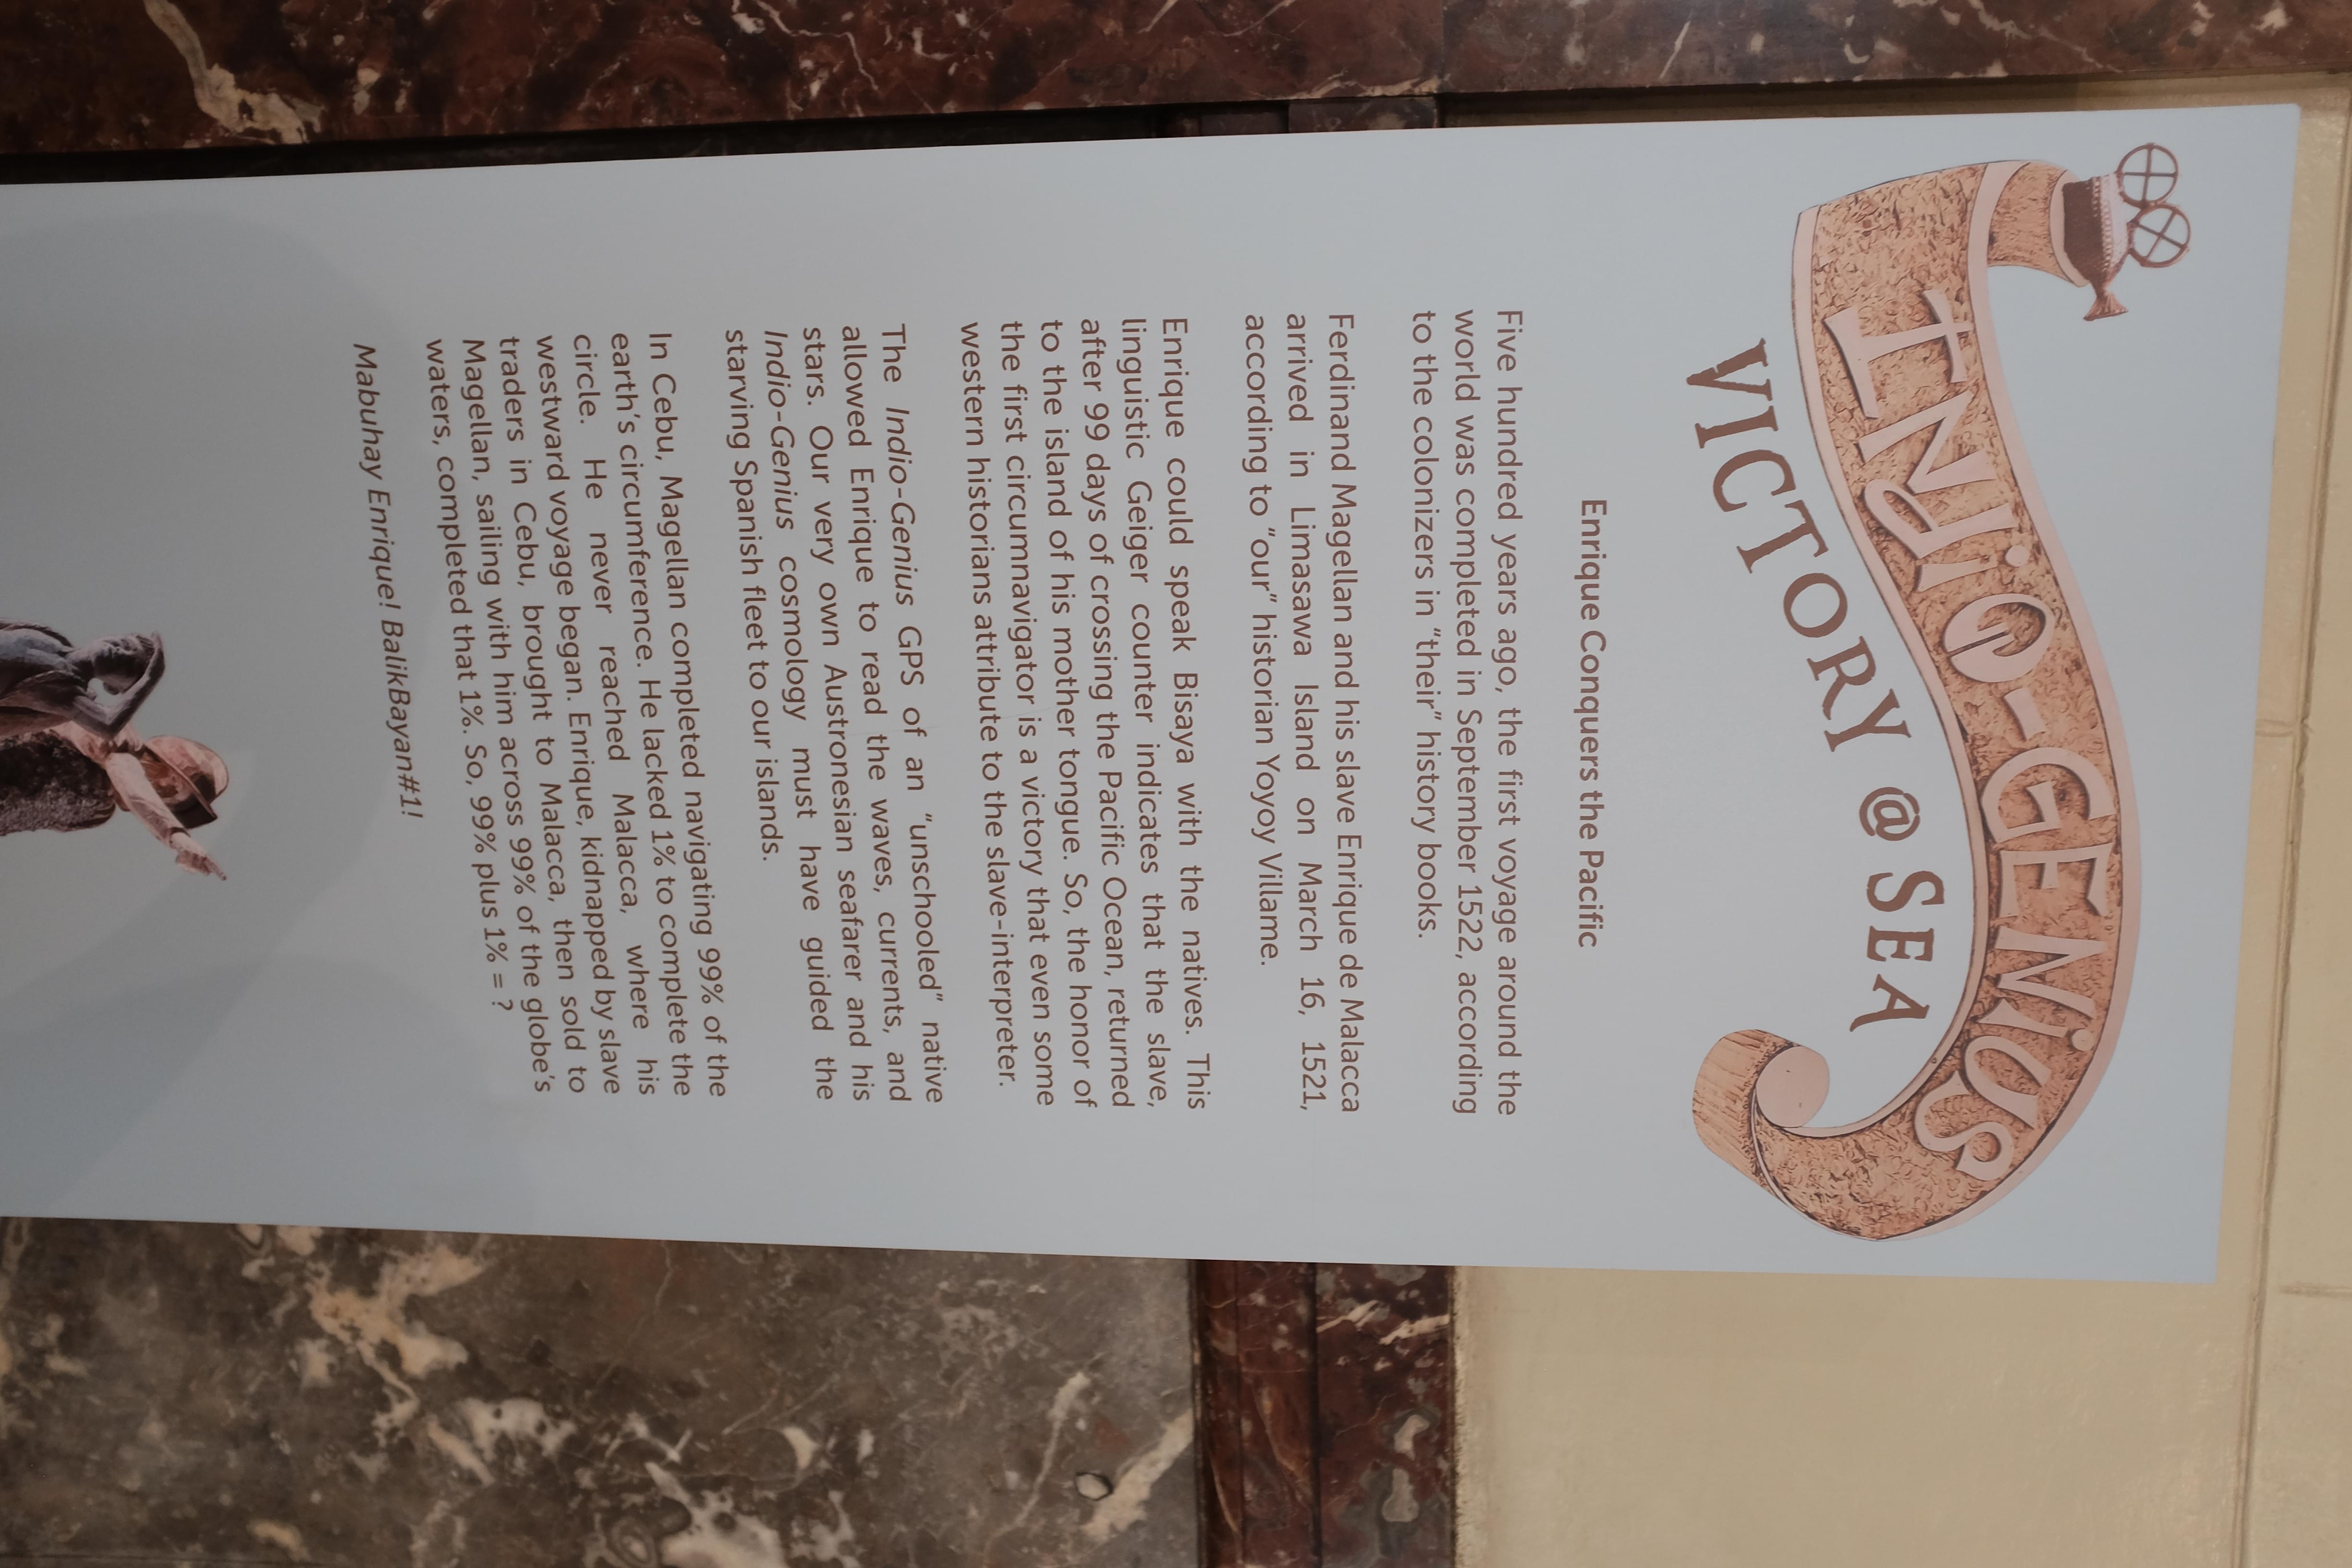 INDiO-GENiUS
VICTORY @ SEA
Enrique Conquers the Pacific
Five hundred years ago, the first voyage around the
world was completed in September 1522, according
to the colonizers in “their” history books.
Ferdinand Magellan and his slave Enrique de Malacca
arrived in Limasawa Island on March 16, 1521,
according to “our” historian Yoyoy Villame.
Enrique could speak Bisaya with the natives. This
linguistic Geiger counter indicates that the slave,
after 99 days of crossing the Pacific Ocean, returned
to the island of his mother tongue. So, the honor of
the first circumnavigator is a victory that even some
western historians attribute to the slave-interpreter.
The Indio-Genius GPS of an “unschooled” native
allowed Enrique to read the waves, currents, and
stars. Our very own Austronesian seafarer and his
Indio-Genius cosmology must have guided the
starving Spanish fleet to our islands.
In Cebu, Magellan completed navigating 99% of the
earth’s circumference. He lacked 1% to complete the
circle. He never reached Malacca, where his
westward voyage began. Enrique, kidnapped by slave
traders in Cebu, brought to Malacca, then sold to
Magellan, sailing with him across 99% of the globe’s
waters, completed that 1%. So, 99% plus 1% = ?
Mabuhay Enrique! BalikBayan#1!